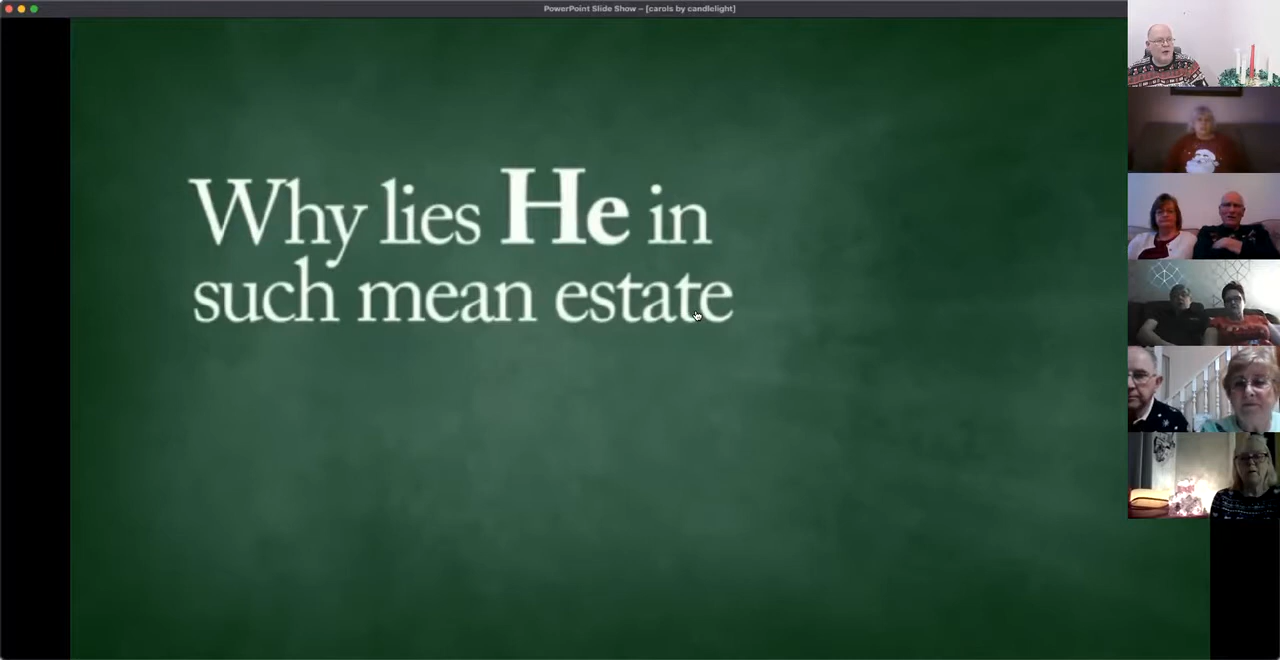 PowerPoint Slide Show – [carols by candlelight]
Why lies He in
such mean estate